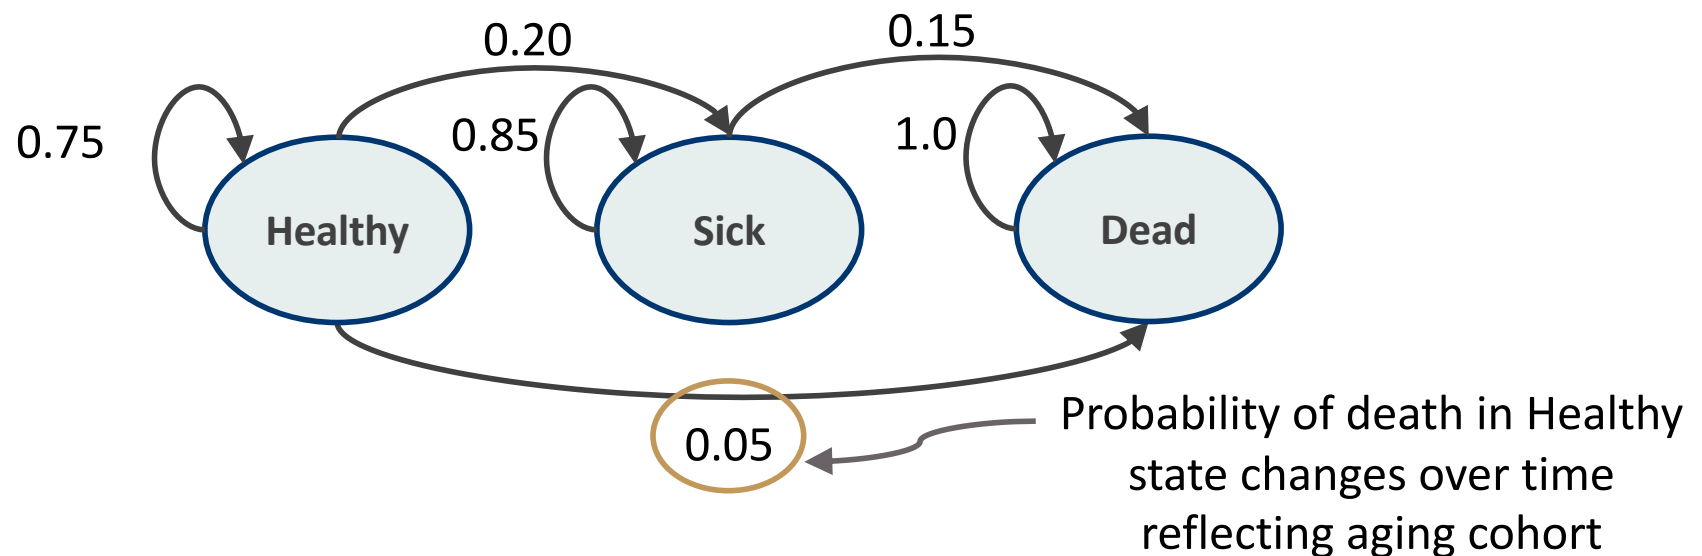 0.20
0.15
0.75
0.85
1.0
Healthy
Sick
Dead
0.05
Probability of death in Healthy
state changes over time
reflecting aging cohort